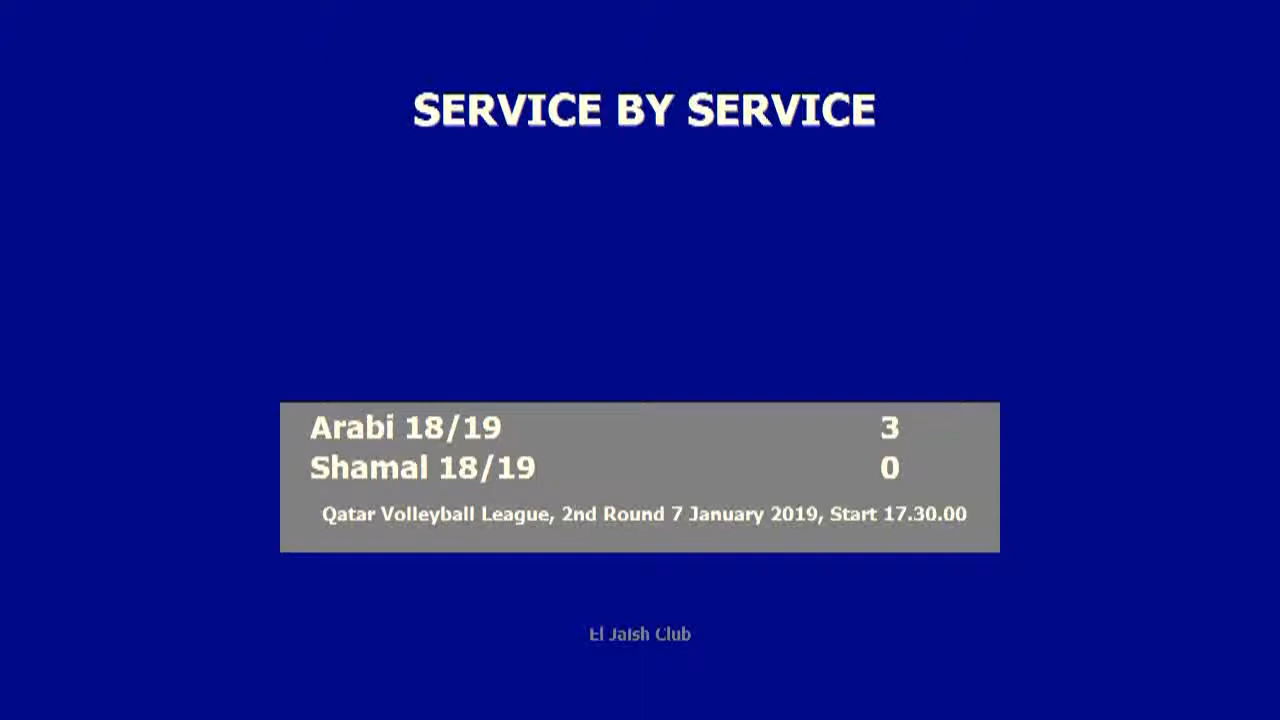 SERVICE BY SERVICE
Arabi 18/19 3
Shamal 18/19 0
Qatar Volleyball League, 2nd Round 7 January 2019, Start 17.30.00
El Jaish Club